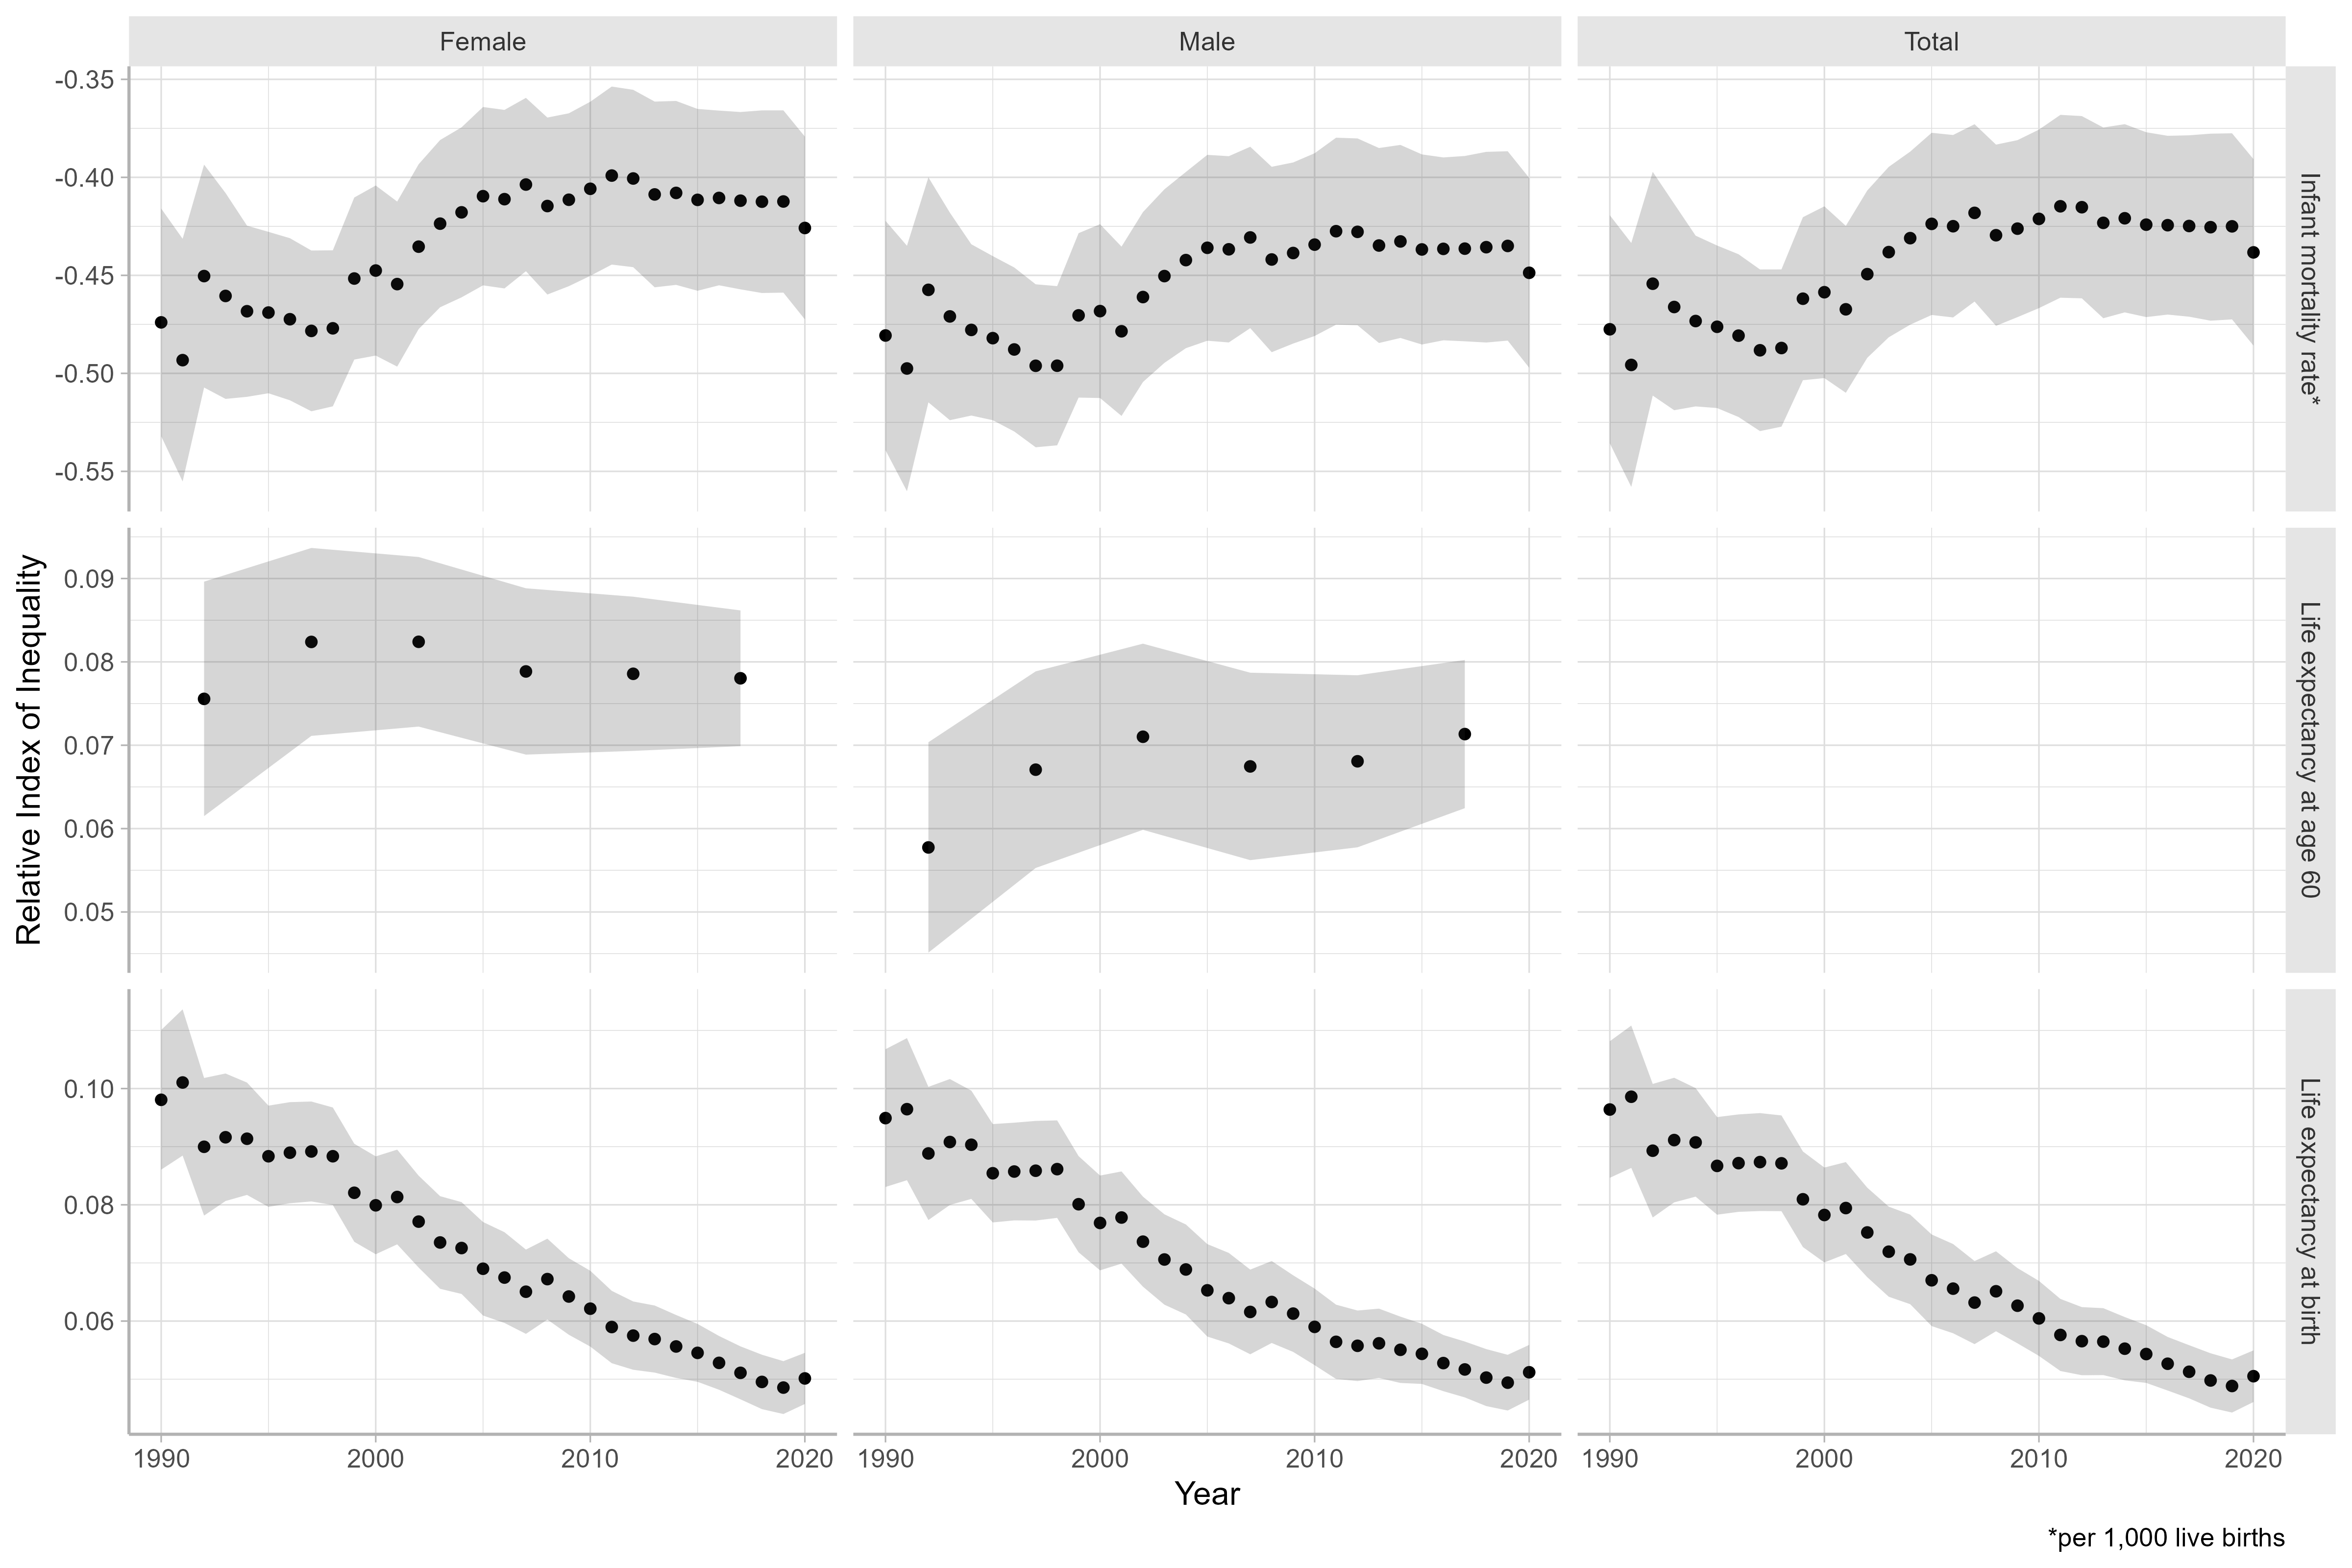 Female
Male
Total
-0.35
-0.40
-0.45
-0.50
-0.55
Infant mortality rate*
0.09
0.08
0.07
0.06
0.05
Life expectancy at age 60
0.10
0.08
0.06
Life expectancy at birth
Relative Index of Inequality
1990 2000 2010 2020
1990 2000 2010 2020
1990 2000 2010 2020
Year
*per 1,000 live births